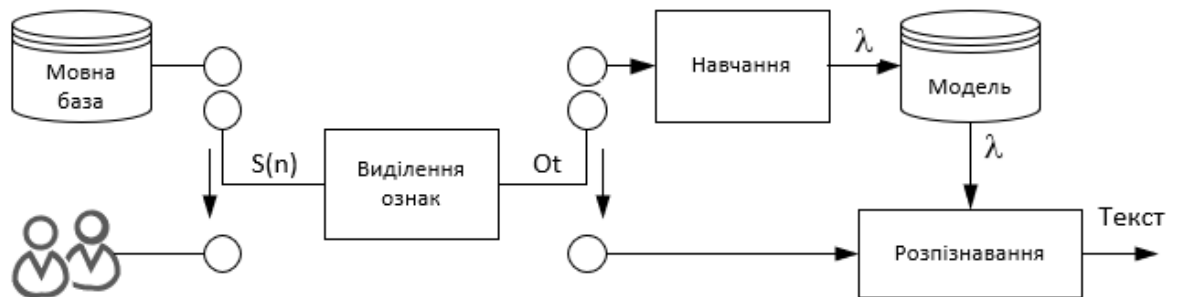 Мовна
база
S(n)
Виділення
ознак
Ot
Навчання
λ
Модель
λ
Розпізнавання
Текст